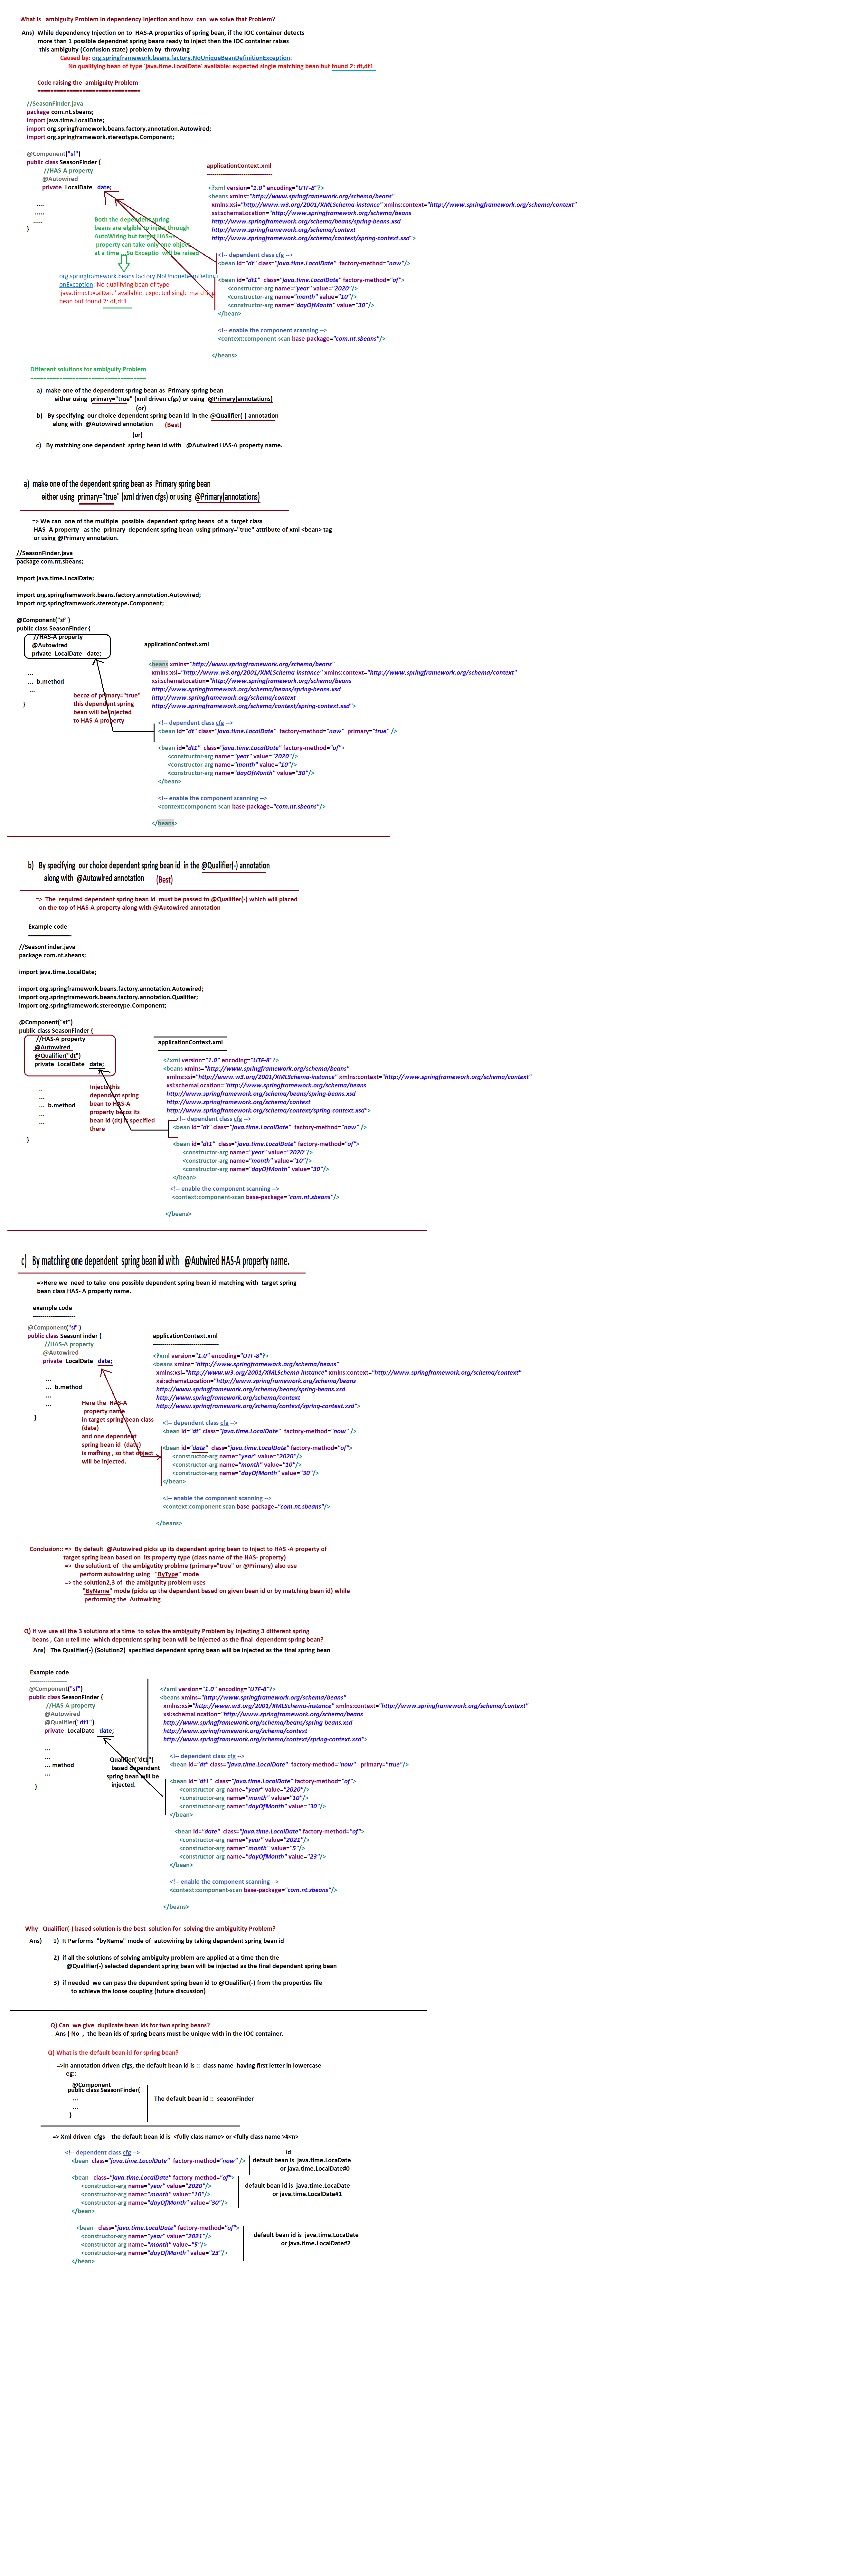 What is ambiguity Problem in dependency Injection and how can we solve that Problem?
Ans) While dependency Injection on to HAS-A properties of spring bean, if the IOC container detects
more than 1 possible dependnet spring beans ready to inject then the IOC container raises
this ambiguity (Confusion state) problem by throwing
Caused by: org.springframework.beans.factory.NoUniqueBeanDefinitionException:
No qualifying bean of type 'java.time.LocalDate' available: expected single matching bean but found 2: dt,dt1
Code raising the ambiguity Problem
================================
//SeasonFinder.java
package com.nt.sbeans;
import java.time.LocalDate;
import org.springframework.beans.factory.annotation.Autowired;
import org.springframework.stereotype.Component;
@Component("sf")
public class SeasonFinder {
//HAS-A property
@Autowired
private LocalDate date;
....
.....
.....
}
Both the dependent spring
beans are elgible to inject through
AutoWiring but target HAS-A
property can take only one object
at a time ...So Exceptio will be raised
org.springframework.beans.factory.NoUniqueBeanDefiniti
onException: No qualifying bean of type
'java.time.LocalDate' available: expected single matching
bean but found 2: dt,dt1
applicationContext.xml
-----------------------------
<?xml version="1.0" encoding="UTF-8"?>
<beans xmlns="http://www.springframework.org/schema/beans"
xmlns:xsi="http://www.w3.org/2001/XMLSchema-instance" xmlns:context="http://www.springframework.org/schema/context"
xsi:schemaLocation="http://www.springframework.org/schema/beans
http://www.springframework.org/schema/beans/spring-beans.xsd
http://www.springframework.org/schema/context
http://www.springframework.org/schema/context/spring-context.xsd">
<!-- dependent class cfg -->
<bean id="dt" class="java.time.LocalDate" factory-method="now"/>
<bean id="dt1" class="java.time.LocalDate" factory-method="of">
<constructor-arg name="year" value="2020"/>
<constructor-arg name="month" value="10"/>
<constructor-arg name="dayOfMonth" value="30"/>
</bean>
<!-- enable the component scanning -->
<context:component-scan base-package="com.nt.sbeans"/>
</beans>
Different solutions for ambiguity Problem
====================================
a) make one of the dependent spring bean as Primary spring bean
either using primary="true" (xml driven cfgs) or using @Primary(annotations)
(or)
b) By specifying our choice dependent spring bean id in the @Qualifier(-) annotation
along with @Autowired annotation (Best)
(or)
c) By matching one dependent spring bean id with @Autwired HAS-A property name.
a) make one of the dependent spring bean as Primary spring bean
either using primary="true" (xml driven cfgs) or using @Primary(annotations)
=> We can one of the multiple possible dependent spring beans of a target class
HAS -A property as the primary dependent spring bean using primary="true" attribute of xml <bean> tag
or using @Primary annotation.
//SeasonFinder.java
package com.nt.sbeans;
import java.time.LocalDate;
import org.springframework.beans.factory.annotation.Autowired;
import org.springframework.stereotype.Component;
@Component("sf")
public class SeasonFinder {
//HAS-A property
@Autowired
private LocalDate date;
...
... b.method
...
}
becoz of primary="true"
this dependent spring
bean will be injected
to HAS-A property
applicationContext.xml
----------------------------
<beans xmlns="http://www.springframework.org/schema/beans"
xmlns:xsi="http://www.w3.org/2001/XMLSchema-instance" xmlns:context="http://www.springframework.org/schema/context"
xsi:schemaLocation="http://www.springframework.org/schema/beans
http://www.springframework.org/schema/beans/spring-beans.xsd
http://www.springframework.org/schema/context
http://www.springframework.org/schema/context/spring-context.xsd">
<!-- dependent class cfg -->
<bean id="dt" class="java.time.LocalDate" factory-method="now" primary="true" />
<bean id="dt1" class="java.time.LocalDate" factory-method="of">
<constructor-arg name="year" value="2020"/>
<constructor-arg name="month" value="10"/>
<constructor-arg name="dayOfMonth" value="30"/>
</bean>
<!-- enable the component scanning -->
<context:component-scan base-package="com.nt.sbeans"/>
</beans>
b) By specifying our choice dependent spring bean id in the @Qualifier(-) annotation
along with @Autowired annotation (Best)
=> The required dependent spring bean id must be passed to @Qualifier(-) which will placed
on the top of HAS-A property along with @Autowired annotation
Example code
//SeasonFinder.java
package com.nt.sbeans;
import java.time.LocalDate;
import org.springframework.beans.factory.annotation.Autowired;
import org.springframework.beans.factory.annotation.Qualifier;
import org.springframework.stereotype.Component;
@Component("sf")
public class SeasonFinder {
//HAS-A property
@Autowired
@Qualifier("dt")
private LocalDate date;
..
...
... b.method
...
...
}
Injects this
dependent spring
bean to HAS-A
property becoz its
bean id (dt) is specified
there
applicationContext.xml
<?xml version="1.0" encoding="UTF-8"?>
<beans xmlns="http://www.springframework.org/schema/beans"
xmlns:xsi="http://www.w3.org/2001/XMLSchema-instance" xmlns:context="http://www.springframework.org/schema/context"
xsi:schemaLocation="http://www.springframework.org/schema/beans
http://www.springframework.org/schema/beans/spring-beans.xsd
http://www.springframework.org/schema/context
http://www.springframework.org/schema/context/spring-context.xsd">
<!-- dependent class cfg -->
<bean id="dt" class="java.time.LocalDate" factory-method="now" />
<bean id="dt1" class="java.time.LocalDate" factory-method="of">
<constructor-arg name="year" value="2020"/>
<constructor-arg name="month" value="10"/>
<constructor-arg name="dayOfMonth" value="30"/>
</bean>
<!-- enable the component scanning -->
<context:component-scan base-package="com.nt.sbeans"/>
</beans>
c) By matching one dependent spring bean id with @Autwired HAS-A property name.
=>Here we need to take one possible dependent spring bean id matching with target spring
bean class HAS- A property name.
example code
-------------------
@Component("sf")
public class SeasonFinder {
//HAS-A property
@Autowired
private LocalDate date;
...
... b.method
...
...
}
Here the HAS-A
property name
in target spring bean class
(date)
and one dependent
spring bean id (date)
is mathing , so that object
will be injected.
applicationContext.xml
-----------------------------
<?xml version="1.0" encoding="UTF-8"?>
<beans xmlns="http://www.springframework.org/schema/beans"
xmlns:xsi="http://www.w3.org/2001/XMLSchema-instance" xmlns:context="http://www.springframework.org/schema/context"
xsi:schemaLocation="http://www.springframework.org/schema/beans
http://www.springframework.org/schema/beans/spring-beans.xsd
http://www.springframework.org/schema/context
http://www.springframework.org/schema/context/spring-context.xsd">
<!-- dependent class cfg -->
<bean id="dt" class="java.time.LocalDate" factory-method="now" />
<bean id="date" class="java.time.LocalDate" factory-method="of">
<constructor-arg name="year" value="2020"/>
<constructor-arg name="month" value="10"/>
<constructor-arg name="dayOfMonth" value="30"/>
</bean>
<!-- enable the component scanning -->
<context:component-scan base-package="com.nt.sbeans"/>
</beans>
Conclusion:: => By default @Autowired picks up its dependent spring bean to Inject to HAS -A property of
target spring bean based on its property type (class name of the HAS- property)
=> the solution1 of the ambigutity problme (primary="true" or @Primary) also use
perform autowiring using "ByType" mode
=> the solution2,3 of the ambigutity problem uses
"ByName" mode (picks up the dependent based on given bean id or by matching bean id) while
performing the Autowiring
Q) if we use all the 3 solutions at a time to solve the ambiguity Problem by Injecting 3 different spring
beans , Can u tell me which dependent spring bean will be injected as the final dependent spring bean?
Ans) The Qualifier(-) (Solution2) specified dependent spring bean will be injected as the final spring bean
Example code
------------------
@Component("sf")
public class SeasonFinder {
//HAS-A property
@Autowired
@Qualifier("dt1")
private LocalDate date;
...
...
... method
...
}
Qualifier("dt1")
based dependent
spring bean will be
injected.
<?xml version="1.0" encoding="UTF-8"?>
<beans xmlns="http://www.springframework.org/schema/beans"
xmlns:xsi="http://www.w3.org/2001/XMLSchema-instance" xmlns:context="http://www.springframework.org/schema/context"
xsi:schemaLocation="http://www.springframework.org/schema/beans
http://www.springframework.org/schema/beans/spring-beans.xsd
http://www.springframework.org/schema/context
http://www.springframework.org/schema/context/spring-context.xsd">
<!-- dependent class cfg -->
<bean id="dt" class="java.time.LocalDate" factory-method="now" primary="true"/>
<bean id="dt1" class="java.time.LocalDate" factory-method="of">
<constructor-arg name="year" value="2020"/>
<constructor-arg name="month" value="10"/>
<constructor-arg name="dayOfMonth" value="30"/>
</bean>
<bean id="date" class="java.time.LocalDate" factory-method="of">
<constructor-arg name="year" value="2021"/>
<constructor-arg name="month" value="5"/>
<constructor-arg name="dayOfMonth" value="23"/>
</bean>
<!-- enable the component scanning -->
<context:component-scan base-package="com.nt.sbeans"/>
</beans>
Why Qualifier(-) based solution is the best solution for solving the ambiguitity Problem?
Ans) 1) It Performs "byName" mode of autowiring by taking dependent spring bean id
2) if all the solutions of solving ambiguity problem are applied at a time then the
@Qualifier(-) selected dependent spring bean will be injected as the final dependent spring bean
3) if needed we can pass the dependent spring bean id to @Qualifier(-) from the properties file
to achieve the loose coupling (future discussion)
Q) Can we give duplicate bean ids for two spring beans?
Ans ) No , the bean ids of spring beans must be unique with in the IOC container.
Q) What is the default bean id for spring bean?
=>In annotation driven cfgs, the default bean id is :: class name having first letter in lowercase
eg::
@Component
public class SeasonFinder{
...
...
}
The default bean id :: seasonFinder
=> Xml driven cfgs the default bean id is <fully class name> or <fully class name >#<n>
<!-- dependent class cfg -->
<bean class="java.time.LocalDate" factory-method="now" />
id
default bean is java.time.LocaDate
or java.time.LocalDate#0
<bean class="java.time.LocalDate" factory-method="of">
<constructor-arg name="year" value="2020"/>
<constructor-arg name="month" value="10"/>
<constructor-arg name="dayOfMonth" value="30"/>
</bean>
default bean id is java.time.LocaDate
or java.time.LocalDate#1
<bean class="java.time.LocalDate" factory-method="of">
<constructor-arg name="year" value="2021"/>
<constructor-arg name="month" value="5"/>
<constructor-arg name="dayOfMonth" value="23"/>
</bean>
default bean id is java.time.LocaDate
or java.time.LocalDate#2